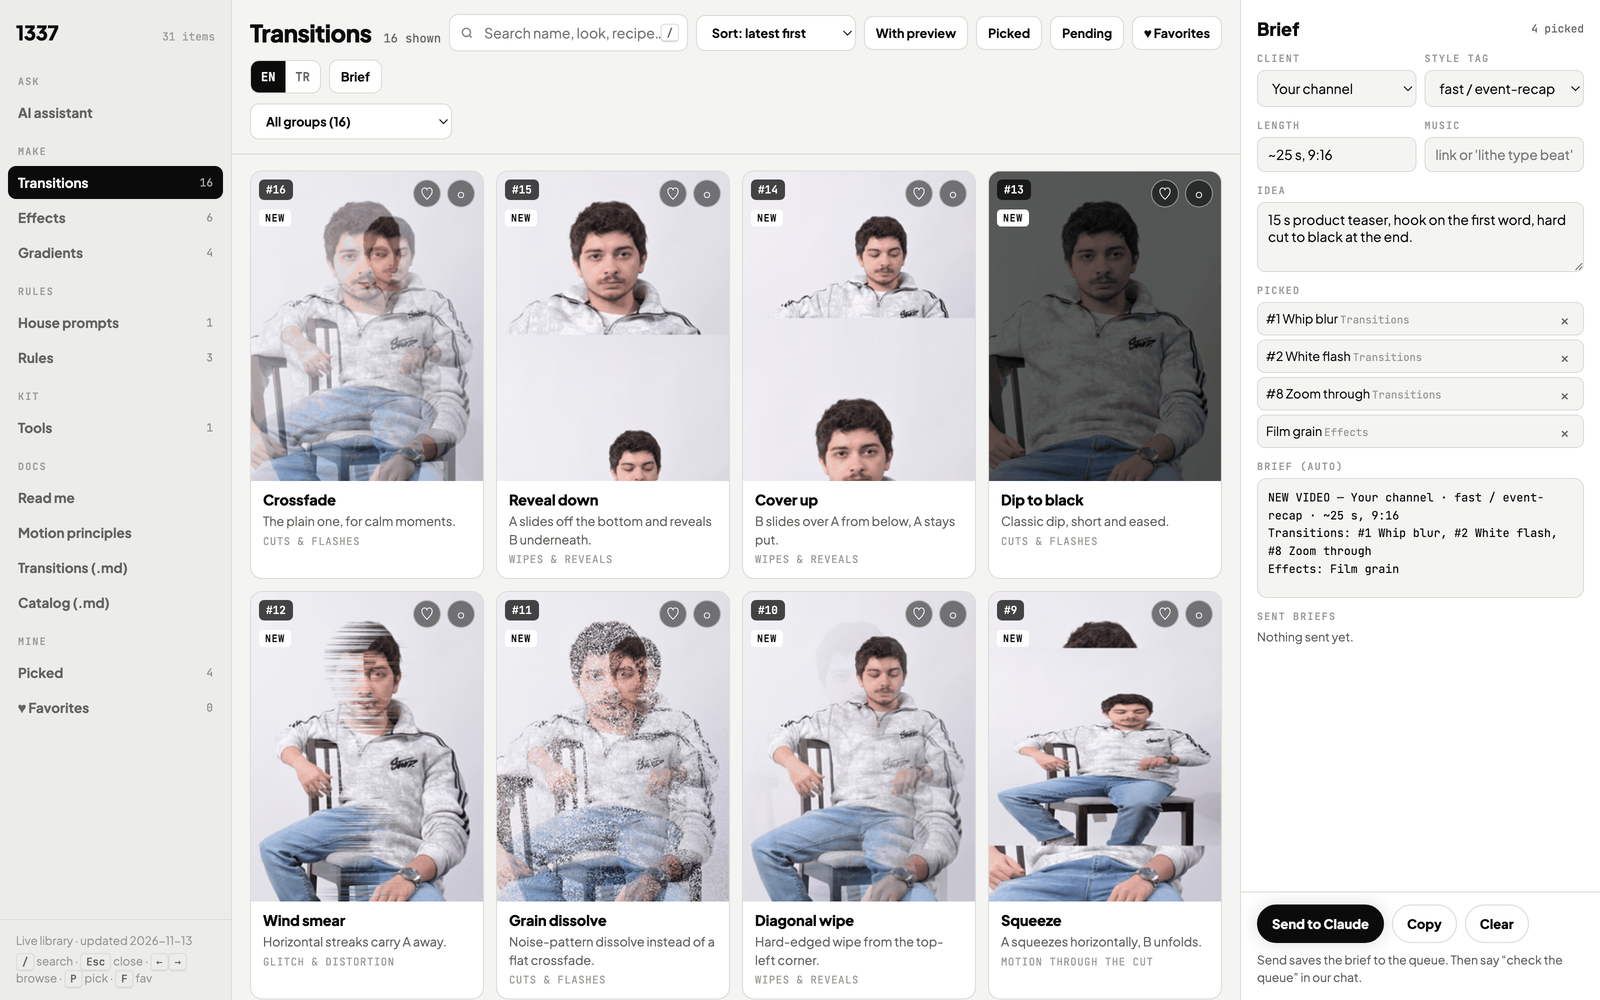 1337
31 items
ASK
AI assistant
MAKE
Transitions 16
Effects 6
Gradients 4
RULES
House prompts 1
Rules 3
KIT
Tools 1
DOCS
Read me
Motion principles
Transitions (.md)
Catalog (.md)
MINE
Picked 4
♥ Favorites 0
Live library · updated 2026-11-13
/ search · Esc close · ← →
browse · P pick · F fav
Transitions 16 shown
Search name, look, recipe.. /
Sort: latest first
With preview
Picked
Pending
♥ Favorites
EN TR
Brief
All groups (16)
#16
NEW
Crossfade
The plain one, for calm moments.
CUTS & FLASHES
#15
NEW
Reveal down
A slides off the bottom and reveals
B underneath.
WIPES & REVEALS
#14
NEW
Cover up
B slides over A from below, A stays
put.
WIPES & REVEALS
#13
NEW
Dip to black
Classic dip, short and eased.
CUTS & FLASHES
#12
NEW
Wind smear
Horizontal streaks carry A away.
GLITCH & DISTORTION
#11
NEW
Grain dissolve
Noise-pattern dissolve instead of a
flat crossfade.
CUTS & FLASHES
#10
NEW
Diagonal wipe
Hard-edged wipe from the top-
left corner.
WIPES & REVEALS
#9
NEW
Squeeze
A squeezes horizontally, B unfolds.
MOTION THROUGH THE CUT
Brief 4 picked
CLIENT
Your channel
STYLE TAG
fast / event-recap
LENGTH
~25 s, 9:16
MUSIC
link or 'lithe type beat'
IDEA
15 s product teaser, hook on the first word, hard
cut to black at the end.
PICKED
#1 Whip blur Transitions ×
#2 White flash Transitions ×
#8 Zoom through Transitions ×
Film grain Effects ×
BRIEF (AUTO)
NEW VIDEO — Your channel · fast / event-
recap · ~25 s, 9:16
Transitions: #1 Whip blur, #2 White flash,
#8 Zoom through
Effects: Film grain
SENT BRIEFS
Nothing sent yet.
Send to Claude
Copy
Clear
Send saves the brief to the queue. Then say “check the
queue” in our chat.